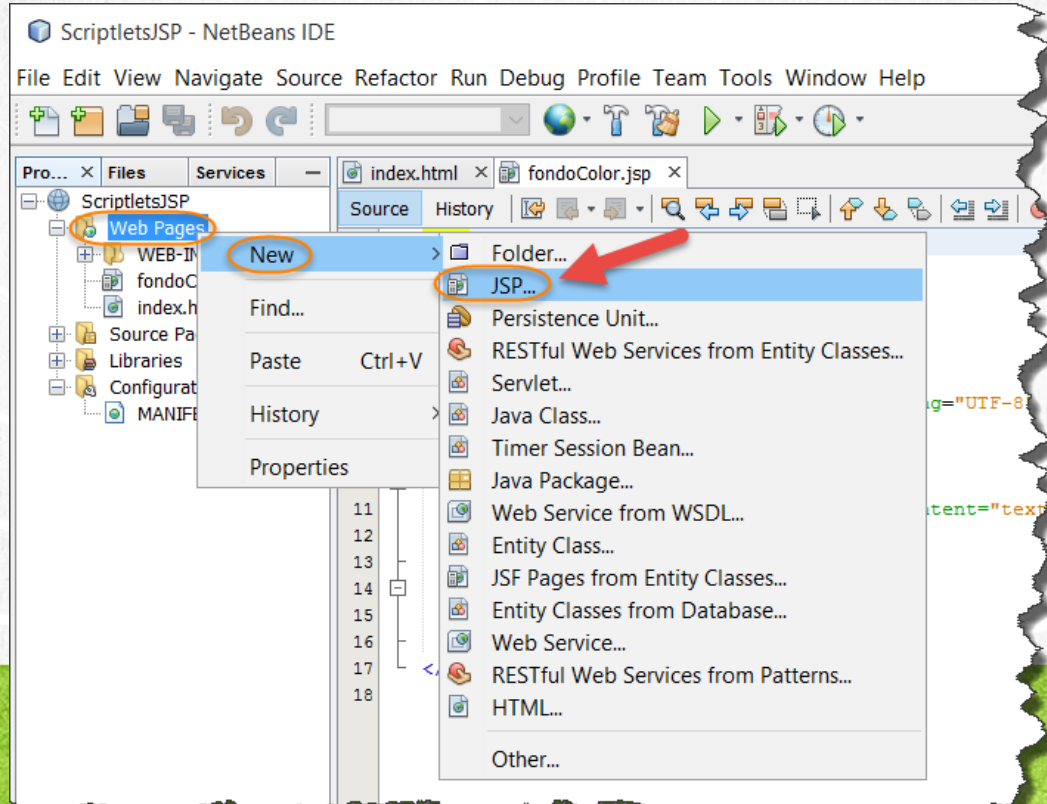 ScriptletsJSP - NetBeans IDE
File Edit View Navigate Source Refactor Run Debug Profile Team Tools Window Help
Pro... Files Services
index.html fondoColor.jsp
ScriptletsJSP
Source History
Web Pages
WEB-IN
fondoC
index.h
Source Pa
Libraries
Configurat
MANIFE
New
Find...
Paste Ctrl+V
History
Properties
Folder...
JSP...
Persistence Unit...
RESTful Web Services from Entity Classes...
Servlet...
Java Class...
Timer Session Bean...
Java Package...
Web Service from WSDL...
Entity Class...
JSF Pages from Entity Classes...
Entity Classes from Database...
Web Service...
RESTful Web Services from Patterns...
HTML...
Other...
ng="UTF-8
11
tent="text
12
13
14
15
16
17 </
18